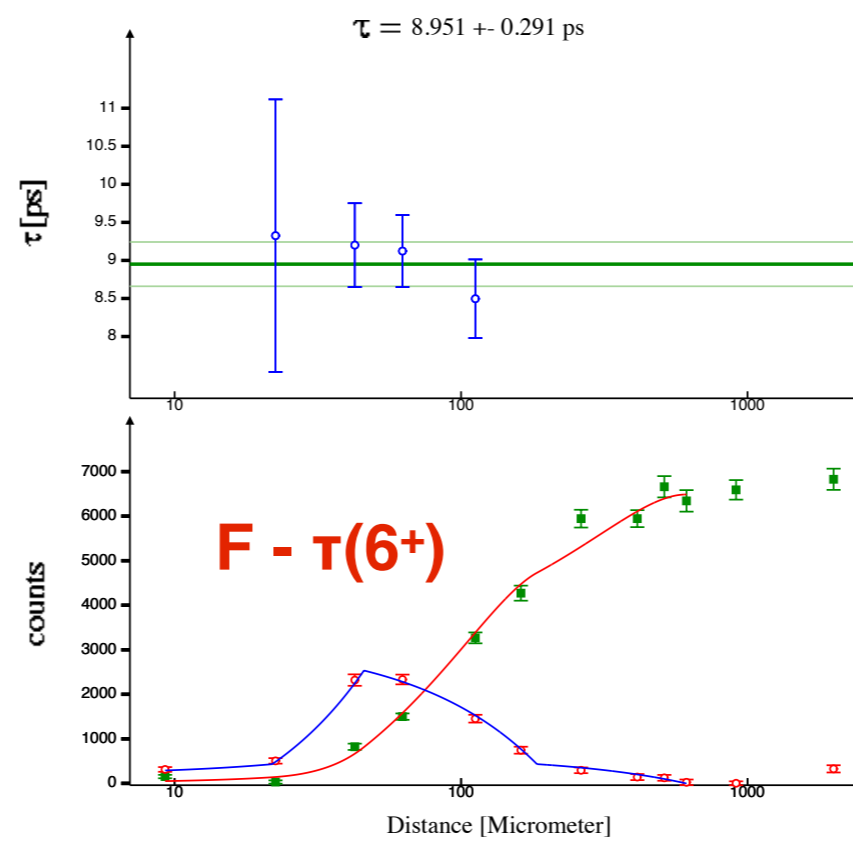 τ = 8.951 +- 0.291 ps
τ [ps]
11
10.5
10
9.5
9
8.5
8
10 100 1000
counts
7000
6000
5000
4000
3000
2000
1000
0
F - τ(6+)
10 100 1000
Distance [Micrometer]